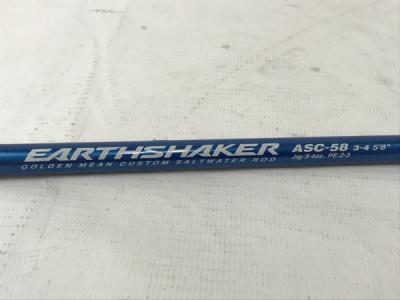 EARTHSHAKER ASC-58 3-4 5'8"
GOLDEN MEAN CUSTOM SALTWATER ROD Jig:3-4oz, PE:2-3